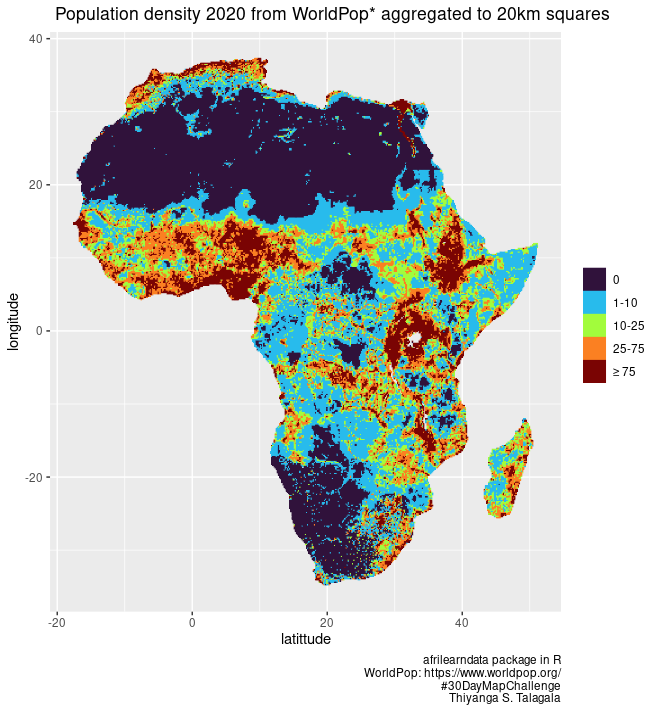 Population density 2020 from WorldPop* aggregated to 20km squares
40
20
0
-20
longitude
-20
0
20
40
latittude
0
1-10
10-25
25-75
≥ 75
afrilearndata package in R
WorldPop: https://www.worldpop.org/
#30DayMapChallenge
Thiyanga S. Talagala